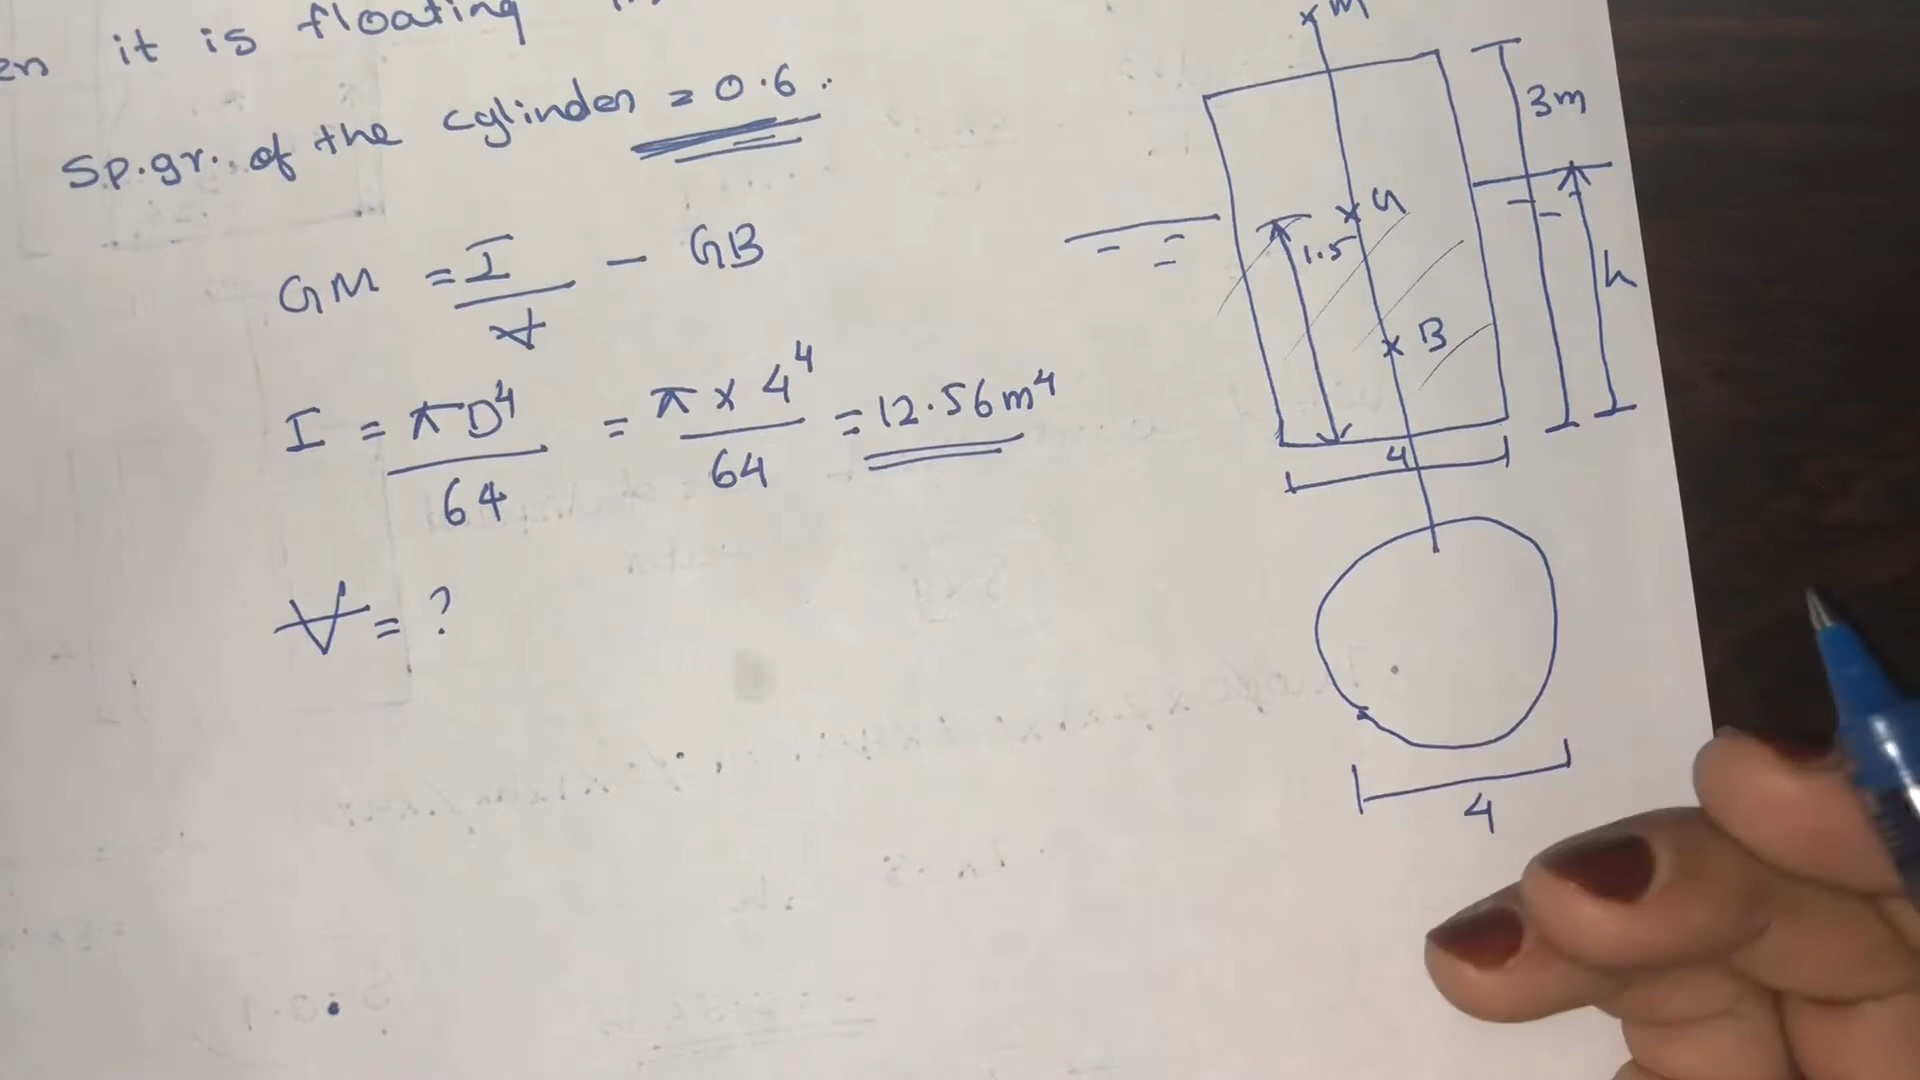 en it is floating
Sp.gr. of the cylinder = 0.6.
GM = I/V - GB
I = πD⁴/64 = π x 4⁴/64 = 12.56 m⁴
V = ?
M
3m
G
1.5
h
B
4
4